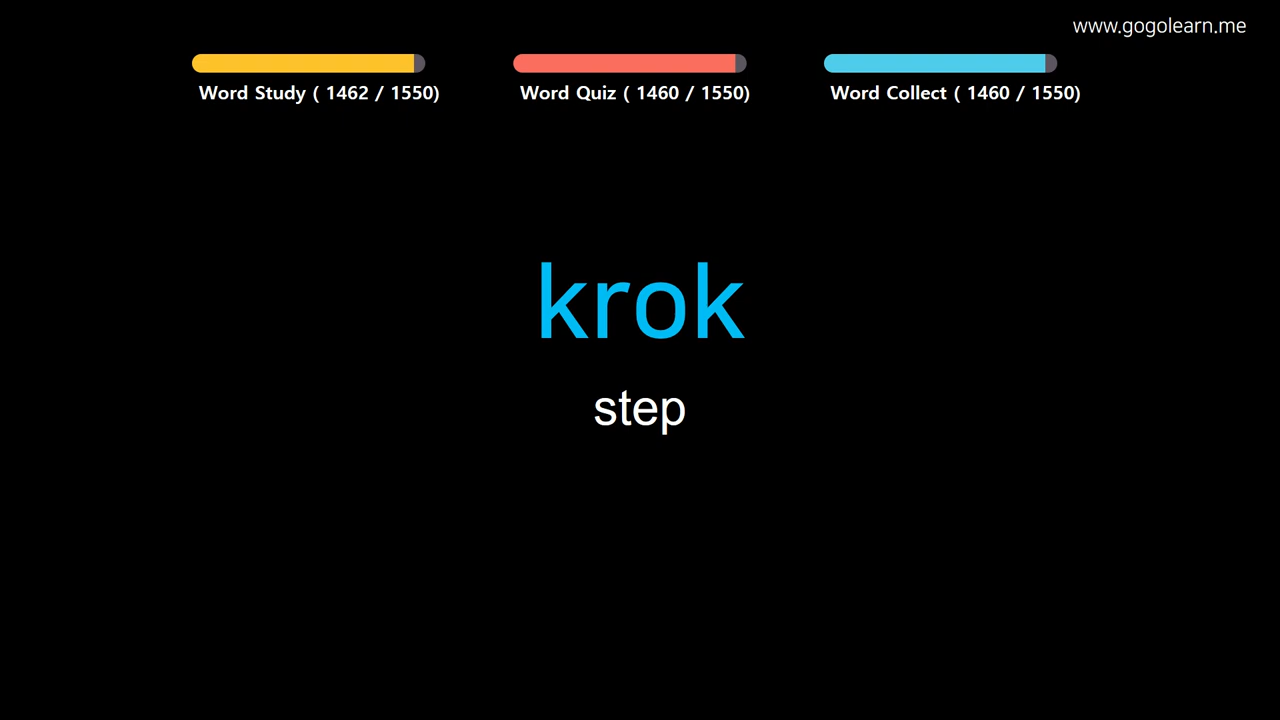 www.gogolearn.me
Word Study ( 1462 / 1550)
Word Quiz ( 1460 / 1550)
Word Collect ( 1460 / 1550)
krok
step